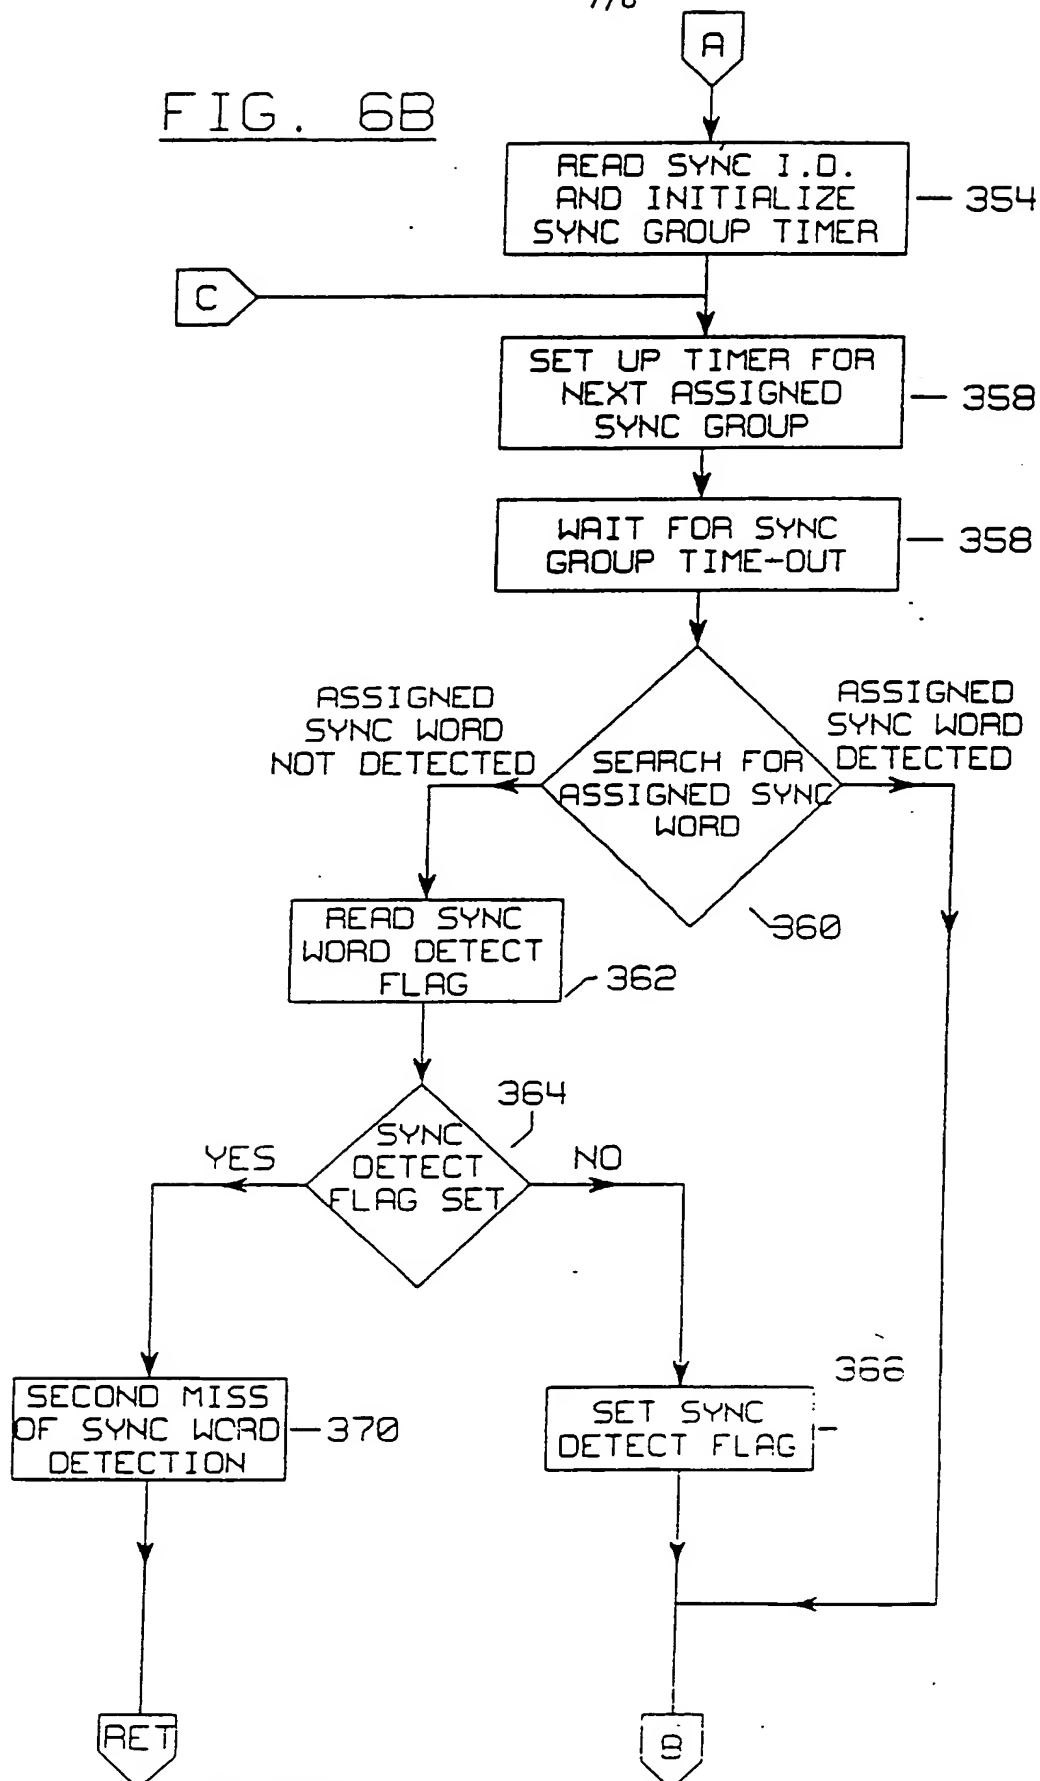 7/8
A
FIG. 6B
READ SYNC I.D.
AND INITIALIZE
SYNC GROUP TIMER
354
C
SET UP TIMER FOR
NEXT ASSIGNED
SYNC GROUP
358
WAIT FOR SYNC
GROUP TIME-OUT
358
ASSIGNED
SYNC WORD
NOT DETECTED
ASSIGNED
SYNC WORD
DETECTED
SEARCH FOR
ASSIGNED SYNC
WORD
360
READ SYNC
WORD DETECT
FLAG
362
364
SYNC
DETECT
FLAG SET
YES
NO
366
SECOND MISS
OF SYNC WORD
DETECTION
370
SET SYNC
DETECT FLAG
RET
B